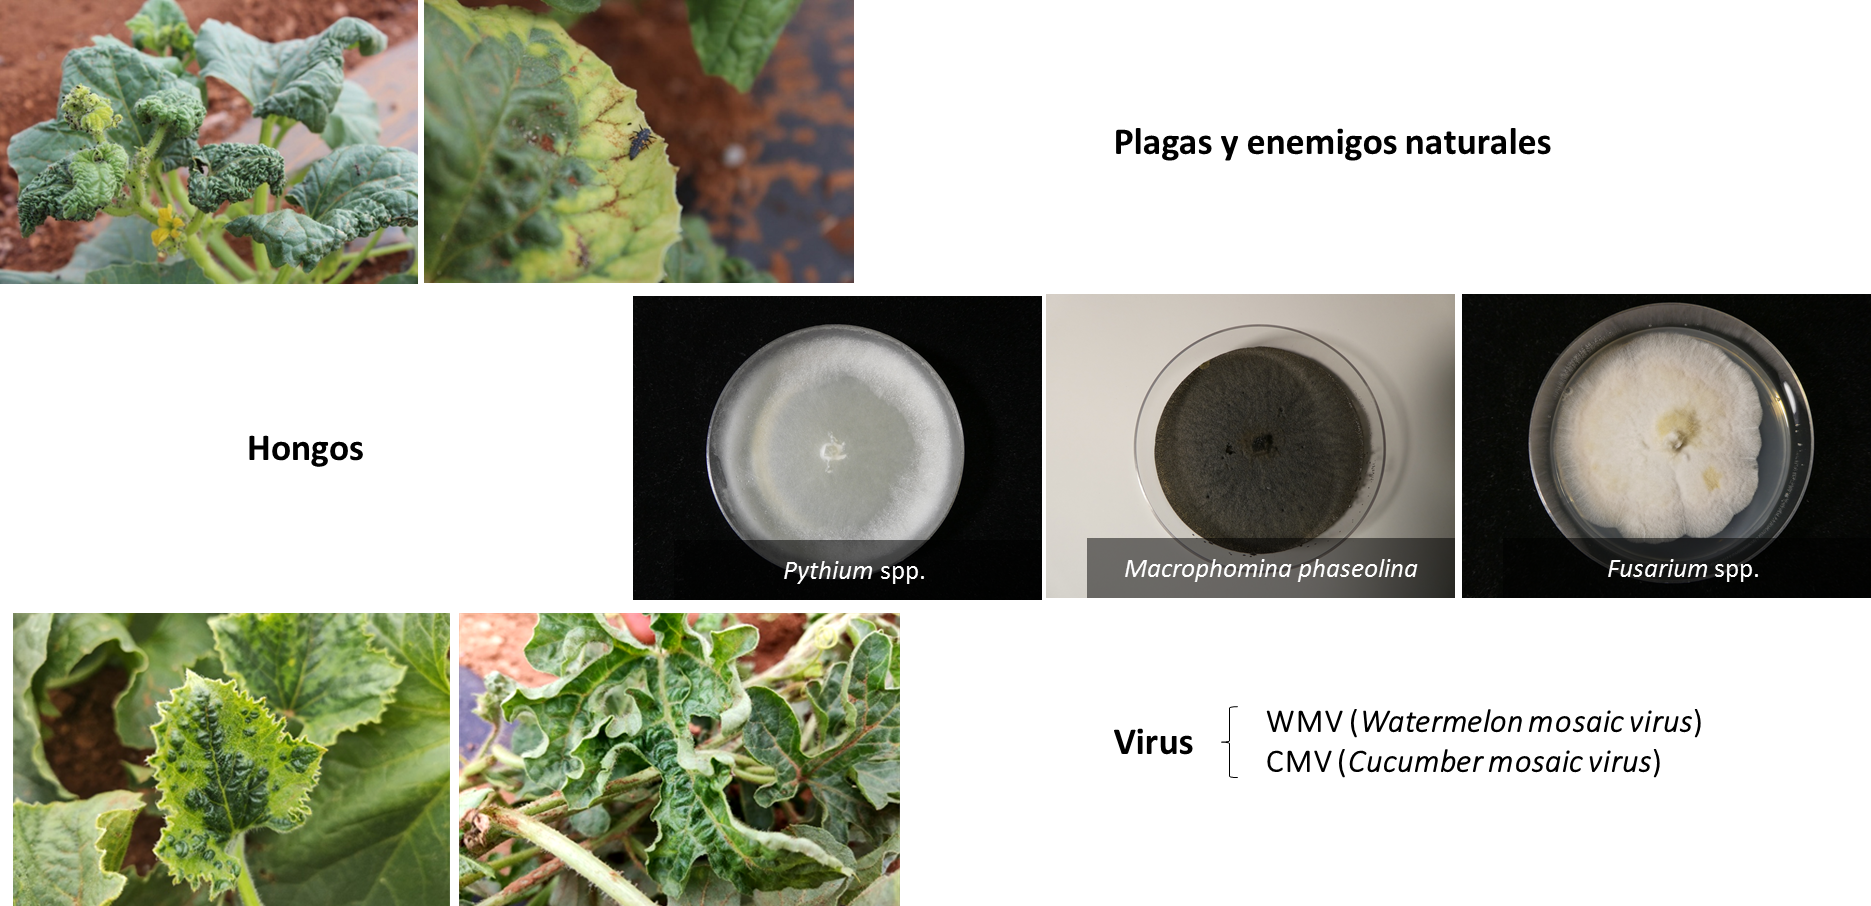 Plagas y enemigos naturales
Hongos
Pythium spp.
Macrophomina phaseolina
Fusarium spp.
Virus
WMV (Watermelon mosaic virus)
CMV (Cucumber mosaic virus)